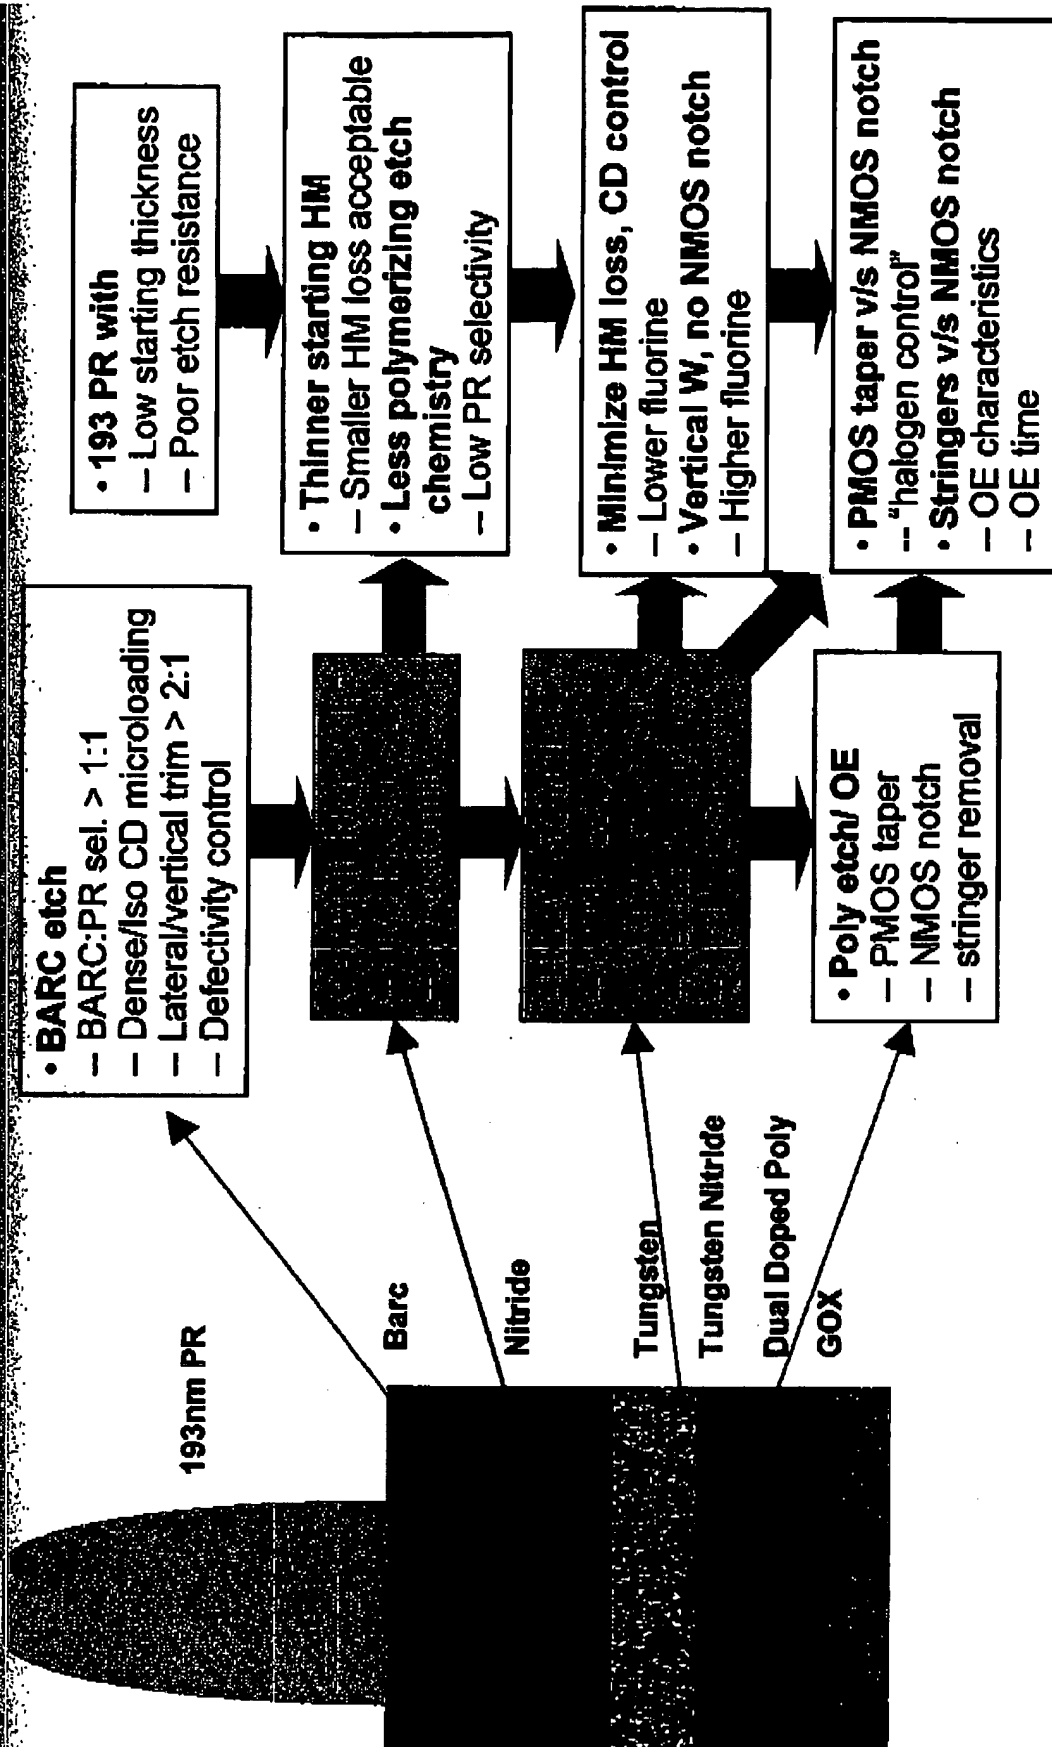 193nm PR
Barc
Nitride
Tungsten
Tungsten Nitride
Dual Doped Poly
GOX
• BARC etch
– BARC:PR sel. > 1:1
– Dense/Iso CD microloading
– Lateral/vertical trim > 2:1
– Defectivity control
• Poly etch/ OE
– PMOS taper
– NMOS notch
– stringer removal
• 193 PR with
– Low starting thickness
– Poor etch resistance
• Thinner starting HM
– Smaller HM loss acceptable
• Less polymerizing etch
chemistry
– Low PR selectivity
• Minimize HM loss, CD control
– Lower fluorine
• Vertical W, no NMOS notch
– Higher fluorine
• PMOS taper v/s NMOS notch
-- "halogen control"
• Stringers v/s NMOS notch
– OE characteristics
– OE time